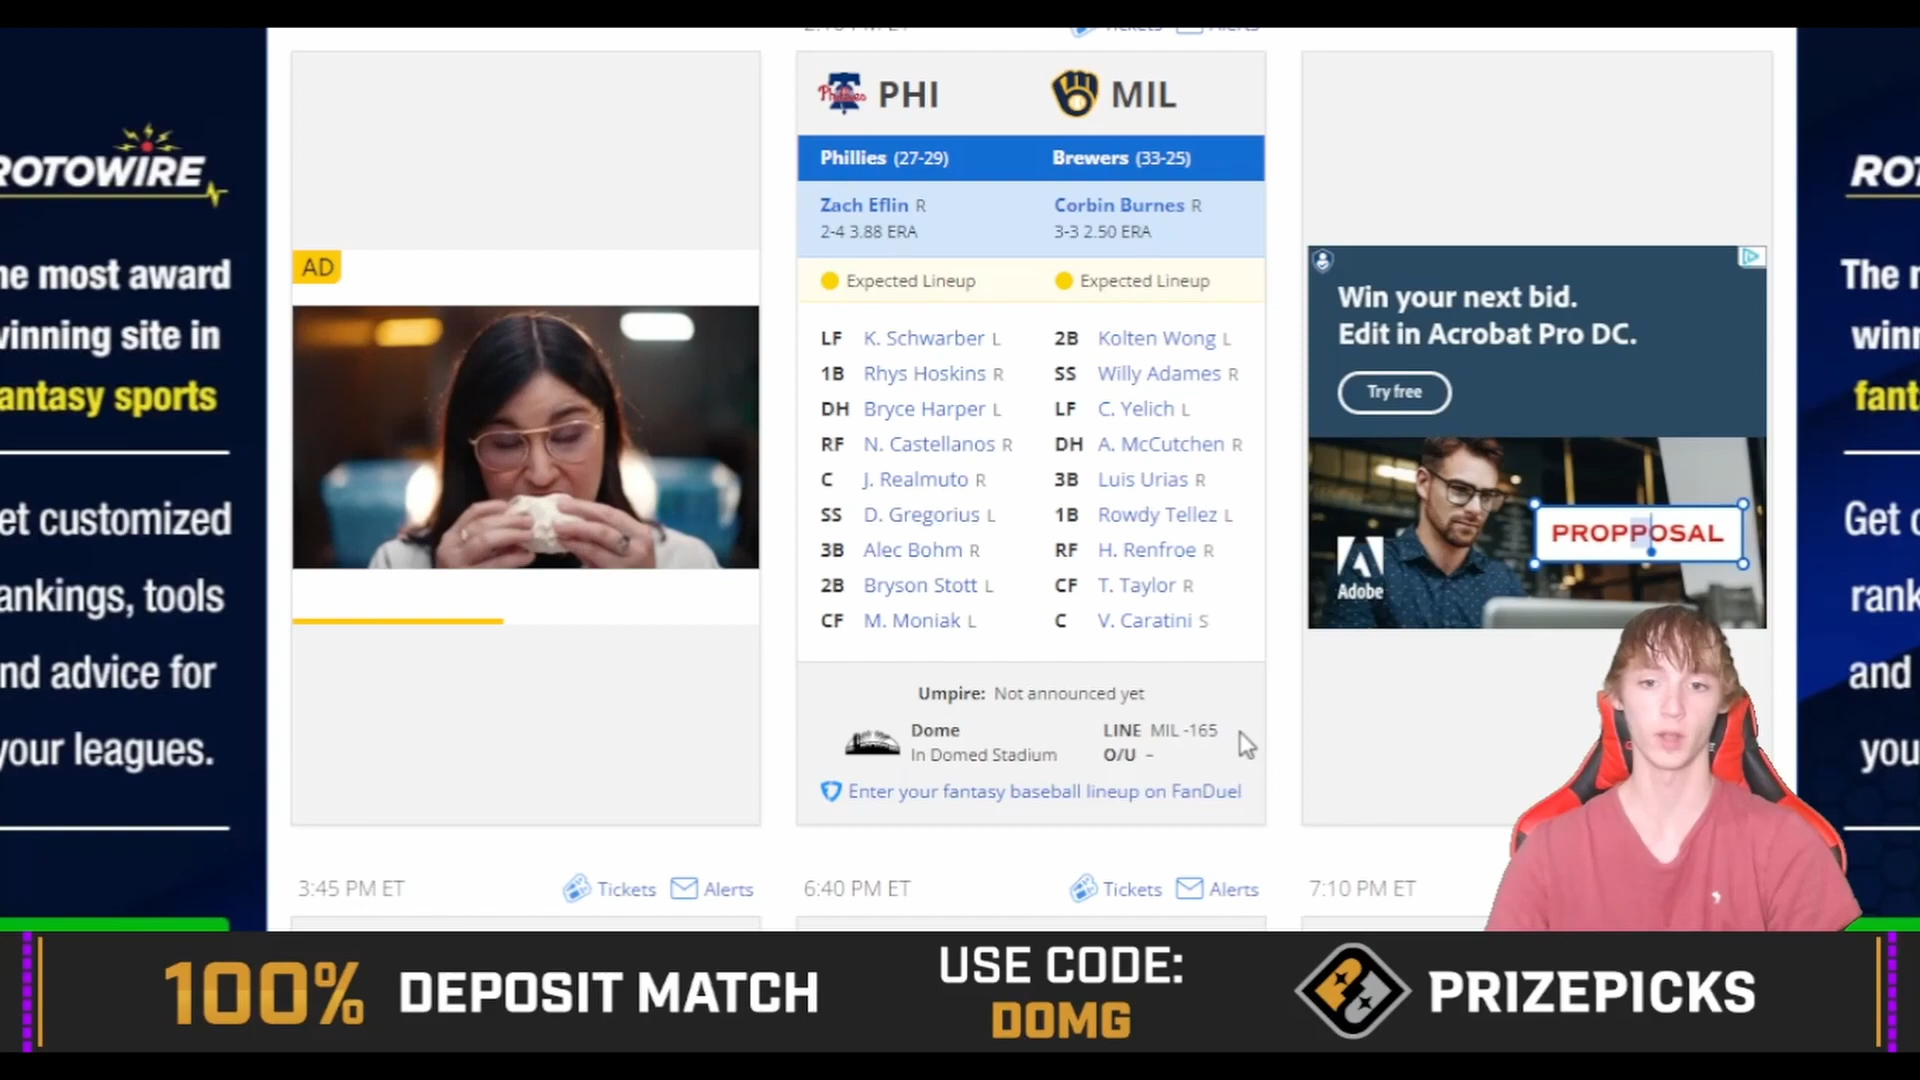 Tickets Alerts
ROTOWIRE
he most award
winning site in
antasy sports
et customized
ankings, tools
nd advice for
your leagues.
AD
PHI MIL
Phillies (27-29) Brewers (33-25)
Zach Eflin R Corbin Burnes R
2-4 3.88 ERA 3-3 2.50 ERA
Expected Lineup Expected Lineup
LF K. Schwarber L 2B Kolten Wong L
1B Rhys Hoskins R SS Willy Adames R
DH Bryce Harper L LF C. Yelich L
RF N. Castellanos R DH A. McCutchen R
C J. Realmuto R 3B Luis Urias R
SS D. Gregorius L 1B Rowdy Tellez L
3B Alec Bohm R RF H. Renfroe R
2B Bryson Stott L CF T. Taylor R
CF M. Moniak L C V. Caratini S
Umpire: Not announced yet
Dome LINE MIL -165
In Domed Stadium O/U –
Enter your fantasy baseball lineup on FanDuel
Win your next bid.
Edit in Acrobat Pro DC.
Try free
PROPPOSAL
Adobe
ROT
The m
winn
fant
Get c
rank
and
you
3:45 PM ET Tickets Alerts 6:40 PM ET Tickets Alerts 7:10 PM ET
100% DEPOSIT MATCH
USE CODE:
DOMG
PRIZEPICKS